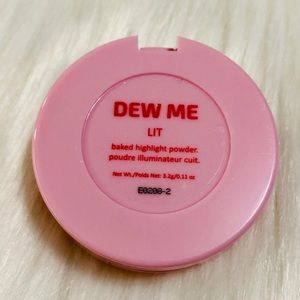 DEW ME
LIT
baked highlight powder.
poudre illuminateur cuit.
Net Wt./Poids Net: 3.2g/0.11 oz
E0200-2